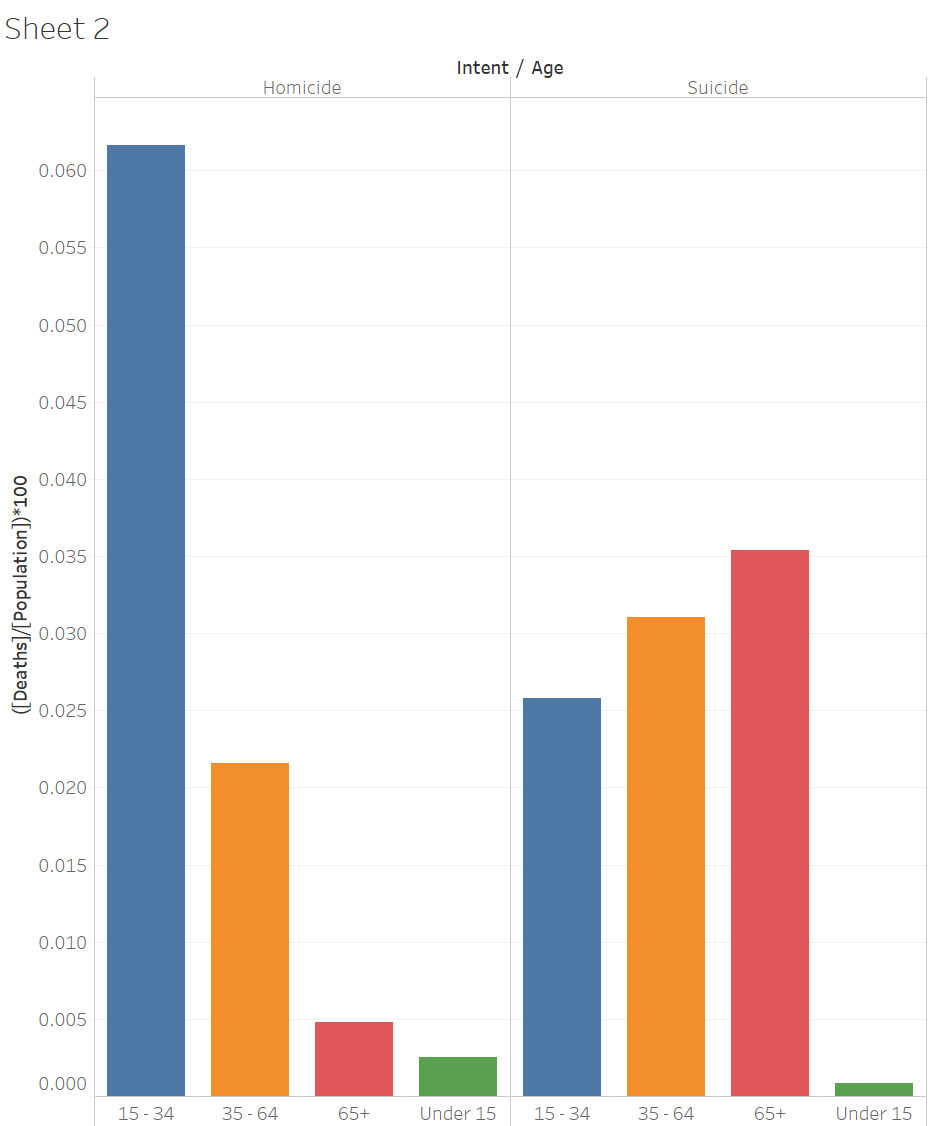 Sheet 2
Intent / Age
Homicide
Suicide
([Deaths]/[Population])*100
0.060
0.055
0.050
0.045
0.040
0.035
0.030
0.025
0.020
0.015
0.010
0.005
0.000
15 - 34
35 - 64
65+
Under 15
15 - 34
35 - 64
65+
Under 15